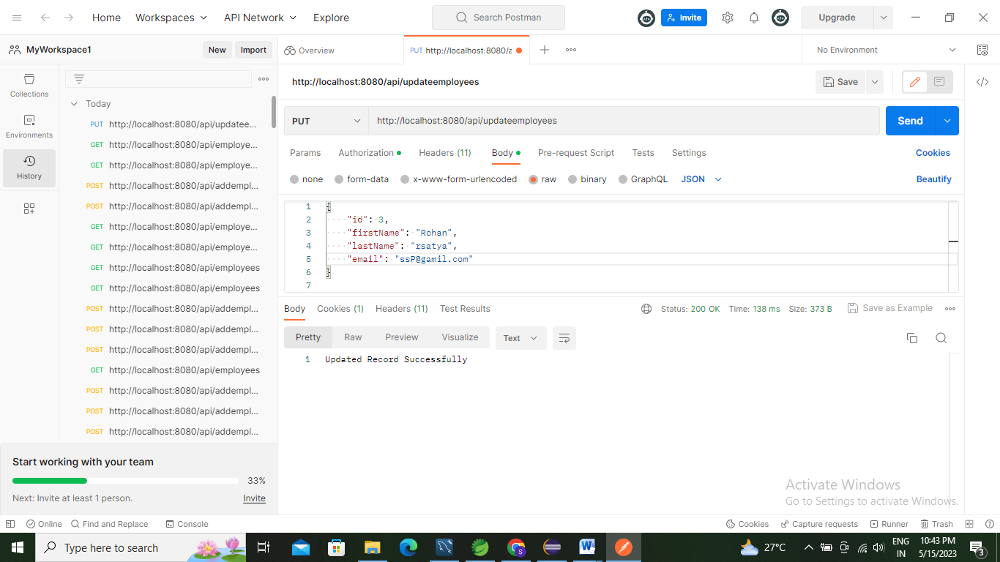 Home Workspaces API Network Explore Search Postman Invite Upgrade
MyWorkspace1 New Import Overview PUT http://localhost:8080/a No Environment
Collections
Environments
History
Today
PUT http://localhost:8080/api/updatee...
GET http://localhost:8080/api/employe...
GET http://localhost:8080/api/employe...
POST http://localhost:8080/api/addempl...
POST http://localhost:8080/api/addempl...
GET http://localhost:8080/api/employe...
GET http://localhost:8080/api/employe...
GET http://localhost:8080/api/employees
GET http://localhost:8080/api/employees
POST http://localhost:8080/api/addempl...
POST http://localhost:8080/api/addempl...
POST http://localhost:8080/api/addempl...
GET http://localhost:8080/api/employees
POST http://localhost:8080/api/addempl...
POST http://localhost:8080/api/addempl...
POST http://localhost:8080/api/addempl...
Start working with your team
33%
Next: Invite at least 1 person. Invite
http://localhost:8080/api/updateemployees Save
PUT http://localhost:8080/api/updateemployees Send
Params Authorization Headers (11) Body Pre-request Script Tests Settings Cookies
none form-data x-www-form-urlencoded raw binary GraphQL JSON Beautify
1 {
2 "id": 3,
3 "firstName": "Rohan",
4 "lastName": "rsatya",
5 "email": "ssP@gamil.com"
6 }
7
Body Cookies (1) Headers (11) Test Results Status: 200 OK Time: 138 ms Size: 373 B Save as Example
Pretty Raw Preview Visualize Text
1 Updated Record Successfully
Activate Windows
Go to Settings to activate Windows.
Online Find and Replace Console Cookies Capture requests Runner Trash
Type here to search 27°C ENG 10:43 PM
IN 5/15/2023 3